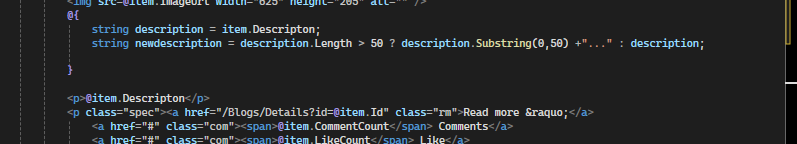 <img src=@item.ImageUrl width="625" height="205" alt="" />
@{
string description = item.Descripton;
string newdescription = description.Length > 50 ? description.Substring(0,50) +"..." : description;
}
<p>@item.Descripton</p>
<p class="spec"><a href="/Blogs/Details?id=@item.Id" class="rm">Read more &raquo;</a>
<a href="#" class="com"><span>@item.CommentCount</span> Comments</a>
<a href="#" class="com"><span>@item.LikeCount</span> Like</a>